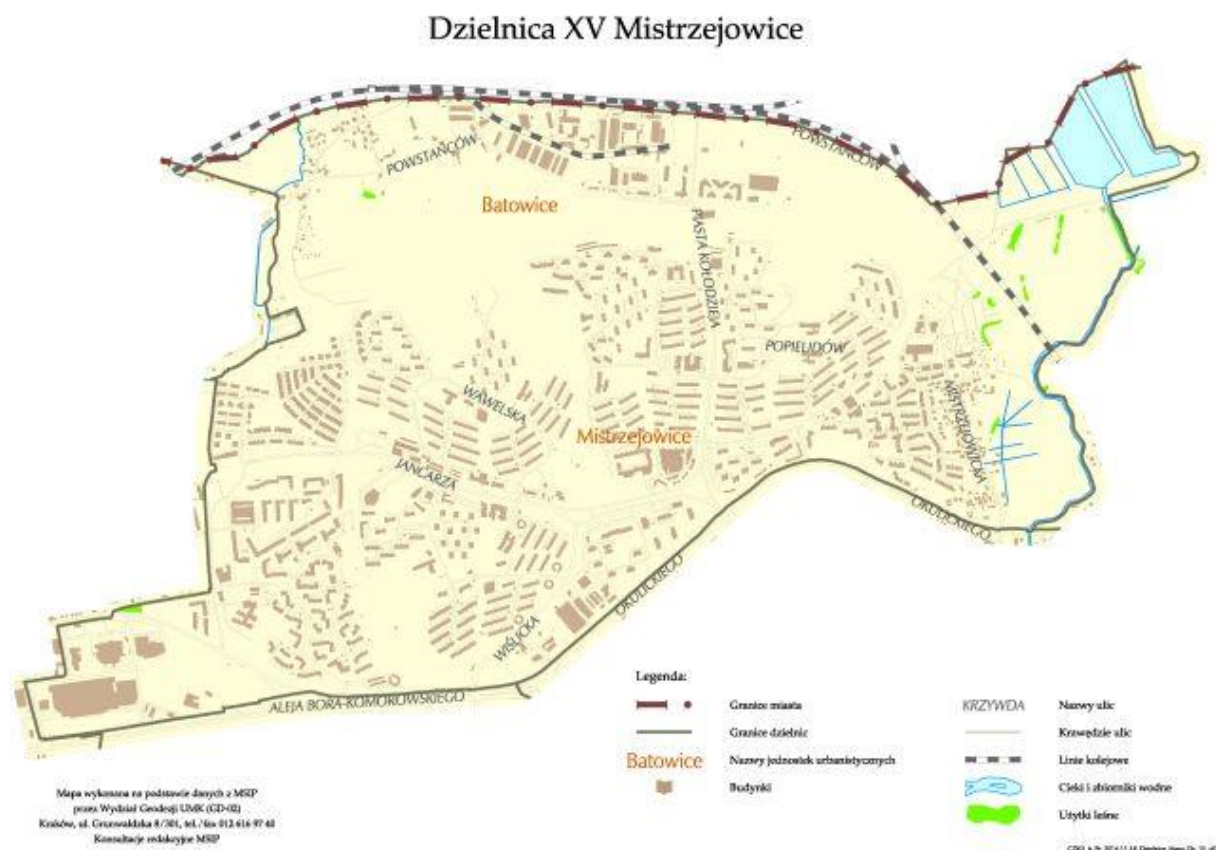 Dzielnica XV Mistrzejowice
POWSTAŃCÓW
POWSTAŃCÓW
Batowice
PIASTA KOŁODZIEJA
POPIELIDÓW
WAWELSKA
MISTRZEJOWICKA
Mistrzejowice
JANCARZA
OKULICKIEGO
OKULICKIEGO
WIŚLICKA
ALEJA BORA-KOMOROWSKIEGO
Legenda:
Granice miasta
Granice dzielnic
Batowice Nazwy jednostek urbanistycznych
Budynki
KRZYWDA Nazwy ulic
Krawędzie ulic
Linie kolejowe
Cieki i zbiorniki wodne
Użytki leśne
Mapa wykonana na podstawie danych z MSIP
przez Wydział Geodezji UMK (GD-02)
Kraków, ul. Grunwaldzka 8/301, tel./fax 012 616 97 40
Konsultacje redakcyjne MSIP